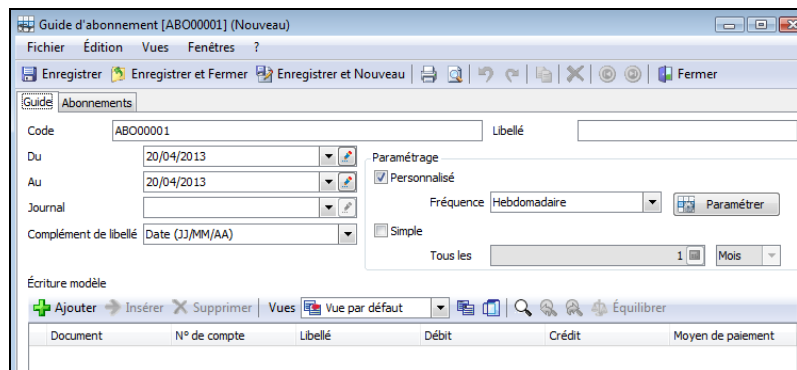 Guide d'abonnement [ABO00001] (Nouveau)
Fichier Édition Vues Fenêtres ?
Enregistrer Enregistrer et Fermer Enregistrer et Nouveau Fermer
Guide Abonnements
Code ABO00001 Libellé
Du 20/04/2013 Paramétrage
Au 20/04/2013 Personnalisé
Journal Fréquence Hebdomadaire Paramétrer
Complément de libellé Date (JJ/MM/AA) Simple
Tous les 1 Mois
Écriture modèle
Ajouter Insérer Supprimer Vues Vue par défaut Équilibrer
Document N° de compte Libellé Débit Crédit Moyen de paiement